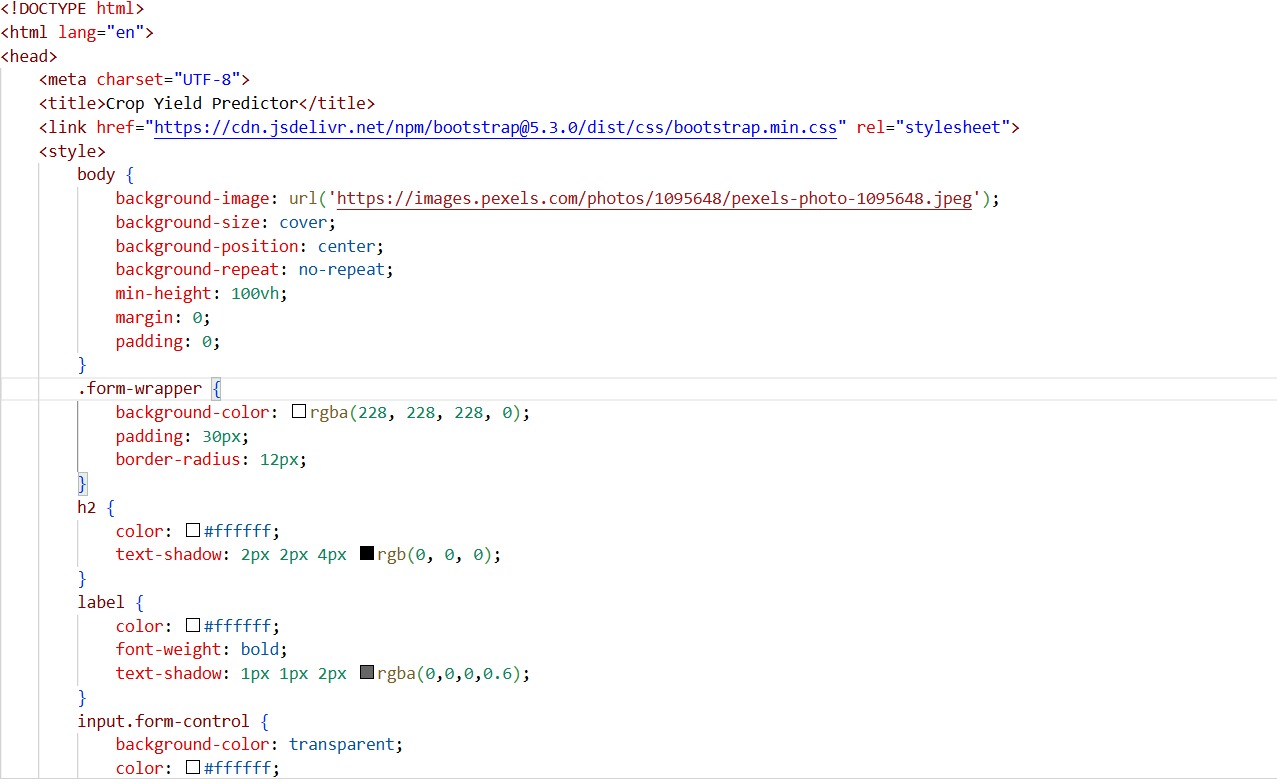 <!DOCTYPE html>
<html lang="en">
<head>
    <meta charset="UTF-8">
    <title>Crop Yield Predictor</title>
    <link href="https://cdn.jsdelivr.net/npm/bootstrap@5.3.0/dist/css/bootstrap.min.css" rel="stylesheet">
    <style>
        body {
            background-image: url('https://images.pexels.com/photos/1095648/pexels-photo-1095648.jpeg');
            background-size: cover;
            background-position: center;
            background-repeat: no-repeat;
            min-height: 100vh;
            margin: 0;
            padding: 0;
        }
        .form-wrapper {
            background-color: rgba(228, 228, 228, 0);
            padding: 30px;
            border-radius: 12px;
        }
        h2 {
            color: #ffffff;
            text-shadow: 2px 2px 4px rgb(0, 0, 0);
        }
        label {
            color: #ffffff;
            font-weight: bold;
            text-shadow: 1px 1px 2px rgba(0,0,0,0.6);
        }
        input.form-control {
            background-color: transparent;
            color: #ffffff;